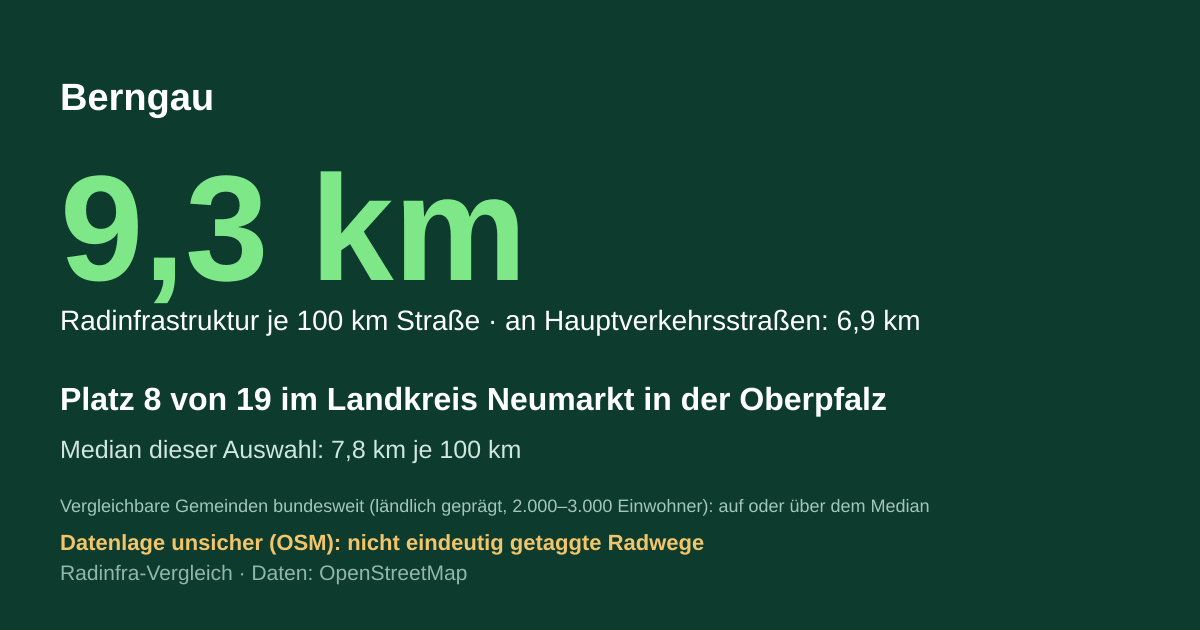 Berngau
9,3 km
Radinfrastruktur je 100 km Straße · an Hauptverkehrsstraßen: 6,9 km
Platz 8 von 19 im Landkreis Neumarkt in der Oberpfalz
Median dieser Auswahl: 7,8 km je 100 km
Vergleichbare Gemeinden bundesweit (ländlich geprägt, 2.000–3.000 Einwohner): auf oder über dem Median
Datenlage unsicher (OSM): nicht eindeutig getaggte Radwege
Radinfra-Vergleich · Daten: OpenStreetMap